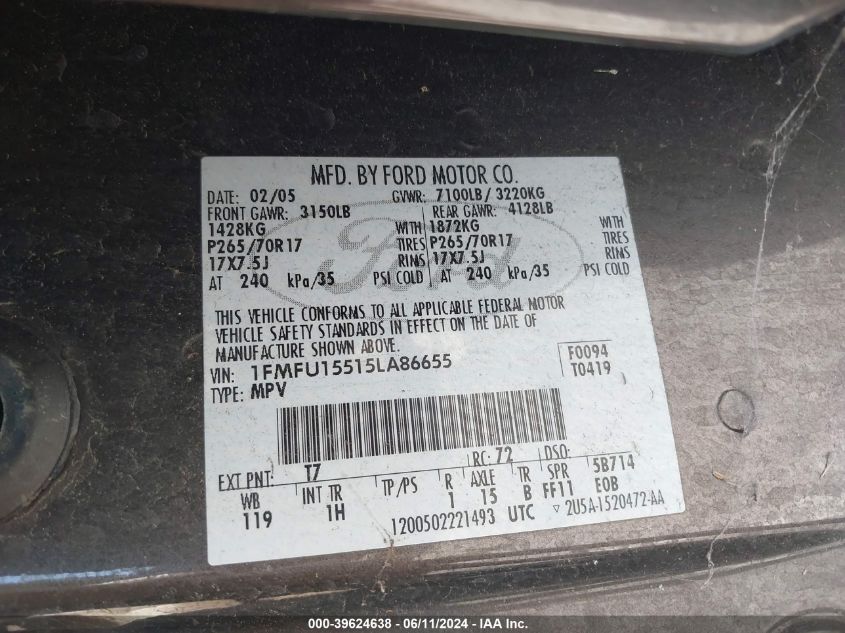 MFD. BY FORD MOTOR CO.
DATE: 02/05 GVWR: 7100LB/ 3220KG
FRONT GAWR: 3150LB REAR GAWR: 4128LB
1428KG WITH 1872KG WITH
P265/70R17 TIRES P265/70R17 TIRES
17X7.5J RIMS 17X7.5J RIMS
AT 240 kPa/35 PSI COLD AT 240 kPa/35 PSI COLD
Ford
THIS VEHICLE CONFORMS TO ALL APPLICABLE FEDERAL MOTOR
VEHICLE SAFETY STANDARDS IN EFFECT ON THE DATE OF
MANUFACTURE SHOWN ABOVE.
VIN: 1FMFU15515LA86655 F0094
TYPE: MPV T0419
EXT PNT: T7 RC: 72 DSO:
WB INT TR TP/PS R AXLE TR SPR 5B714
119 1H 1 15 B FF11 EOB
1200502221493 UTC ▽ 2U5A-1520472-AA
000-39624638 - 06/11/2024 - IAA Inc.